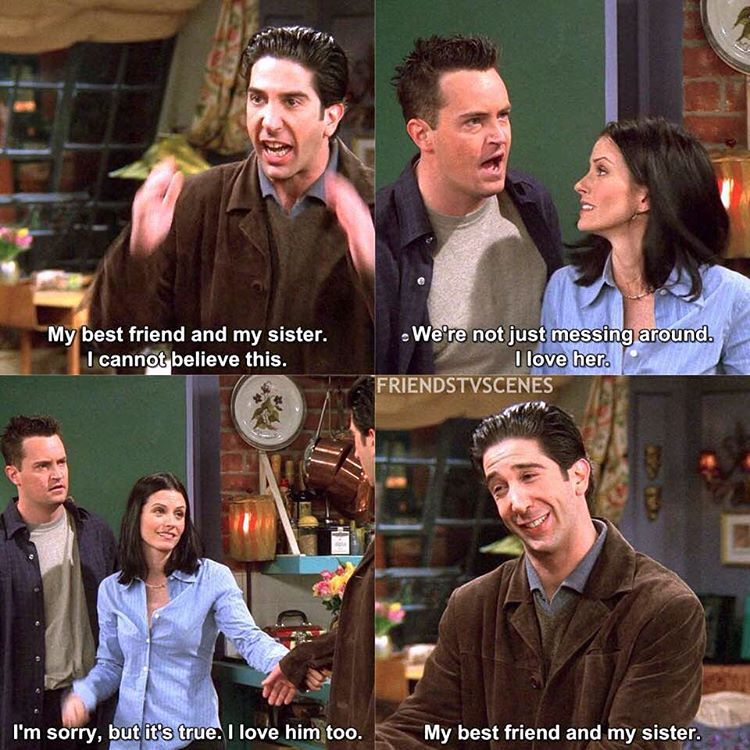 My best friend and my sister.
I cannot believe this.
We're not just messing around.
I love her.
FRIENDSTVSCENES
I'm sorry, but it's true. I love him too.
My best friend and my sister.